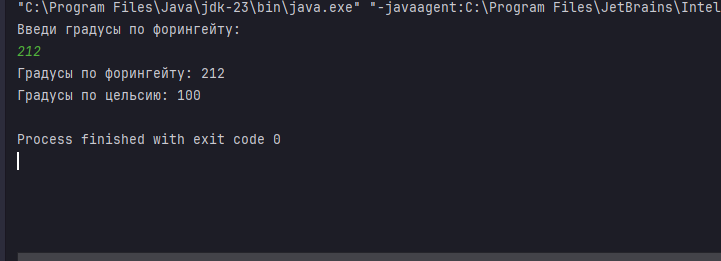 "C:\Program Files\Java\jdk-23\bin\java.exe" "-javaagent:C:\Program Files\JetBrains\Intel
Введи градусы по форингейту:
212
Градусы по форингейту: 212
Градусы по цельсию: 100
Process finished with exit code 0